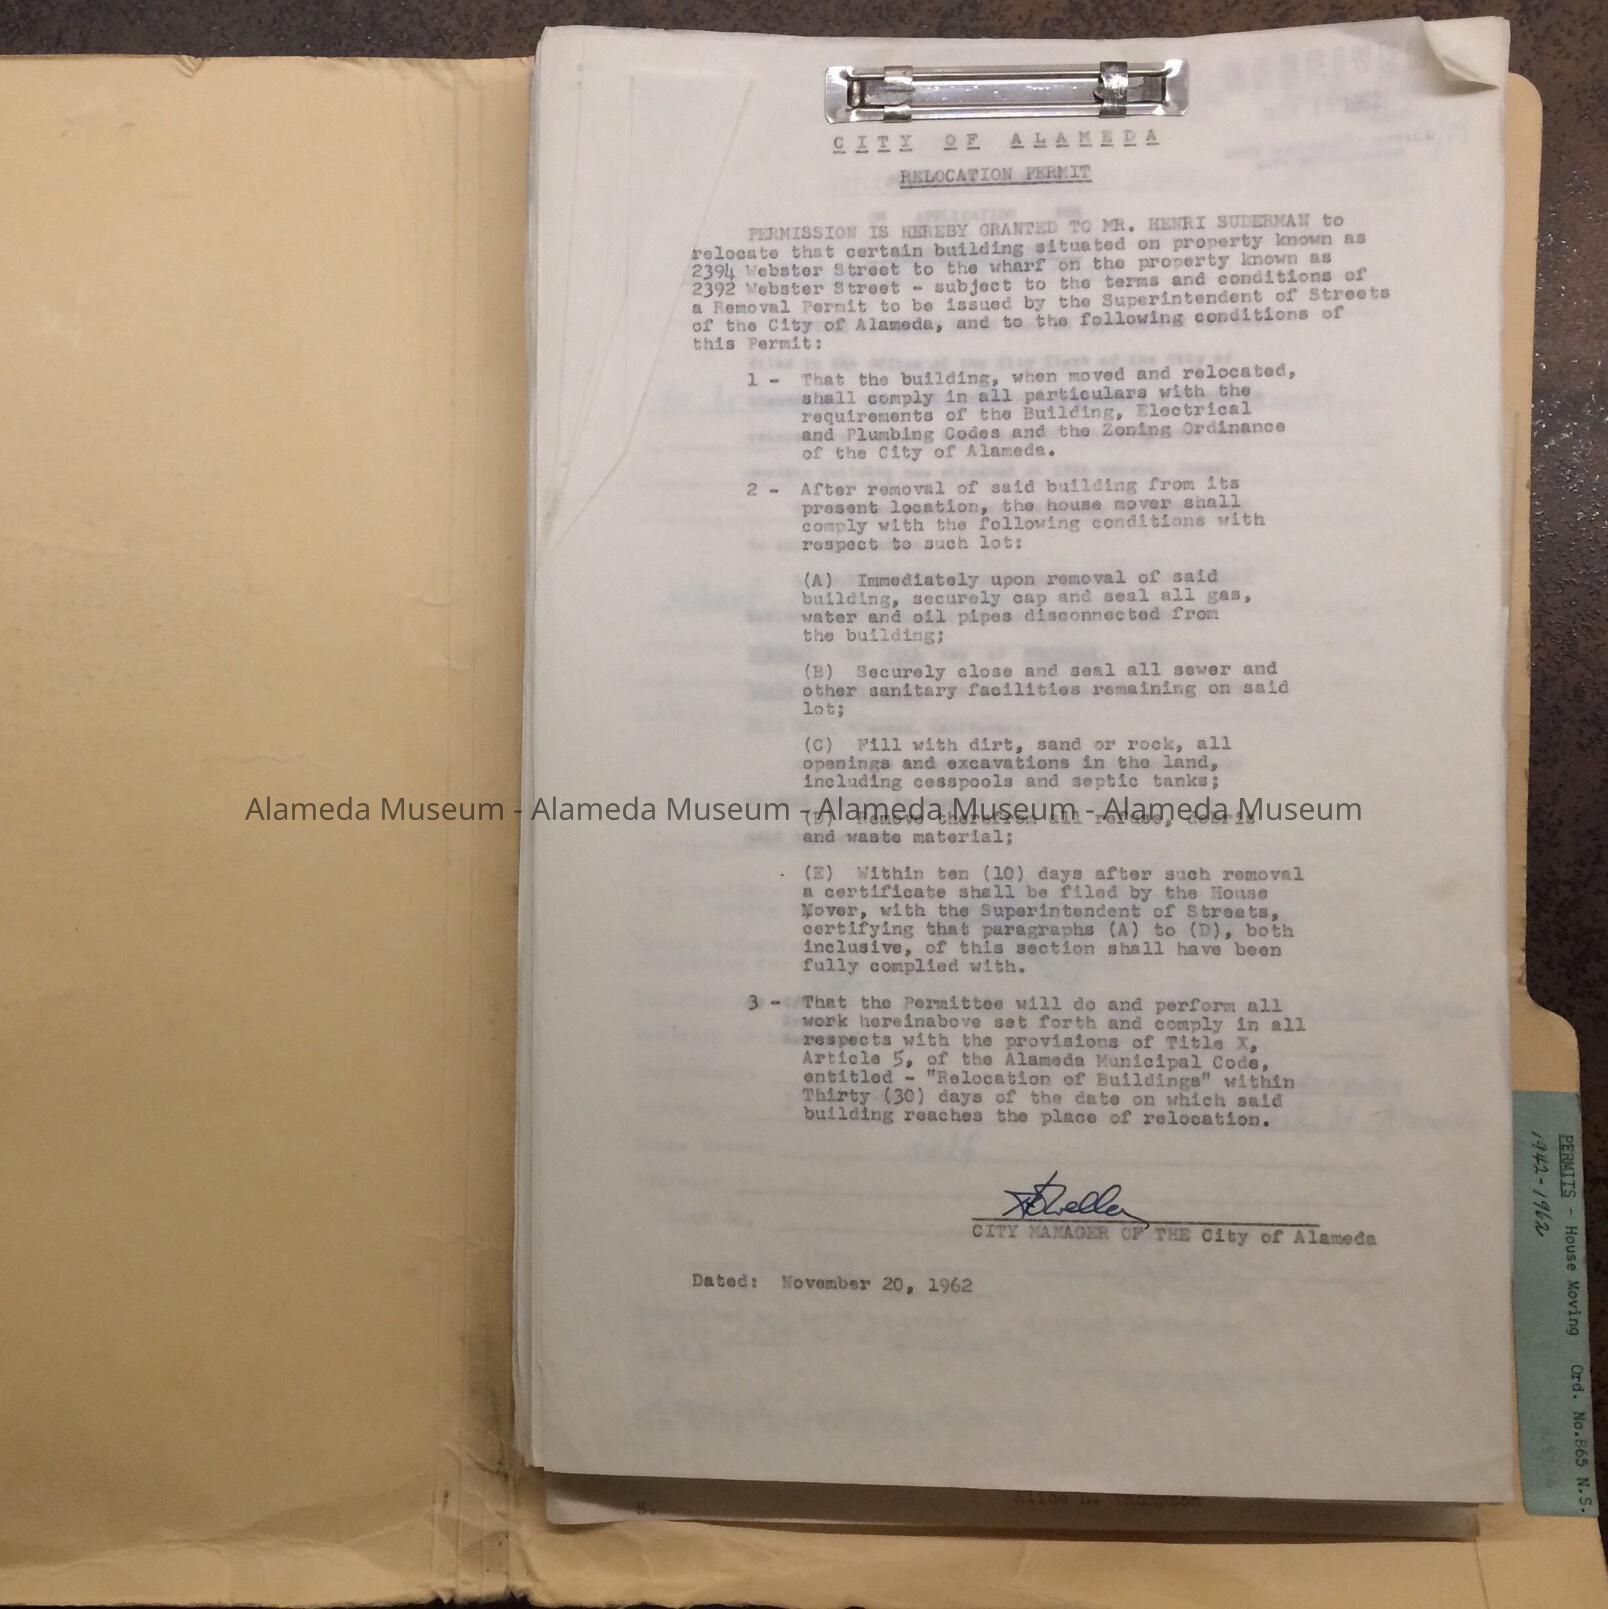 CITY OF ALAMEDA
RELOCATION PERMIT
PERMISSION IS HEREBY GRANTED TO MR. HENRI SUDERMAN to
relocate that certain building situated on property known as
2394 Webster Street to the wharf on the property known as
2392 Webster Street - subject to the terms and conditions of
a Removal Permit to be issued by the Superintendent of Streets
of the City of Alameda, and to the following conditions of
this Permit:
1 - That the building, when moved and relocated,
shall comply in all particulars with the
requirements of the Building, Electrical
and Plumbing Codes and the Zoning Ordinance
of the City of Alameda.
2 - After removal of said building from its
present location, the house mover shall
comply with the following conditions with
respect to such lot:
(A) Immediately upon removal of said
building, securely cap and seal all gas,
water and oil pipes disconnected from
the building;
(B) Securely close and seal all sewer and
other sanitary facilities remaining on said
lot;
(C) Fill with dirt, sand or rock, all
openings and excavations in the land,
including cesspools and septic tanks;
Alameda Museum - Alameda Museum - Alameda Museum - Alameda Museum
(D) Remove therefrom all refuse, debris
and waste material;
(E) Within ten (10) days after such removal
a certificate shall be filed by the House
Mover, with the Superintendent of Streets,
certifying that paragraphs (A) to (D), both
inclusive, of this section shall have been
fully complied with.
3 - That the Permittee will do and perform all
work hereinabove set forth and comply in all
respects with the provisions of Title X,
Article 5, of the Alameda Municipal Code,
entitled - "Relocation of Buildings" within
Thirty (30) days of the date on which said
building reaches the place of relocation.
CITY MANAGER OF THE City of Alameda
Dated: November 20, 1962
Alice L. Thompson
PERMITS - House Moving Ord. No.865 N.S.
1942-1962